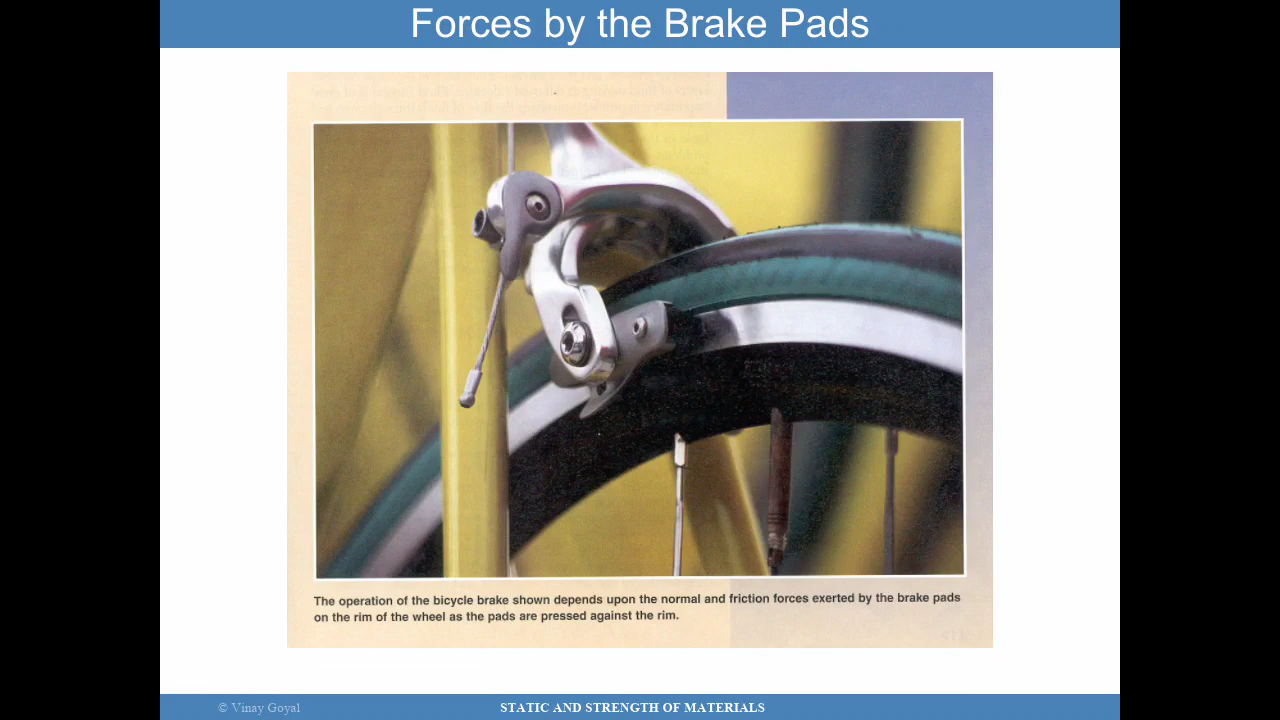 Forces by the Brake Pads
The operation of the bicycle brake shown depends upon the normal and friction forces exerted by the brake pads
on the rim of the wheel as the pads are pressed against the rim.
© Vinay Goyal
STATIC AND STRENGTH OF MATERIALS